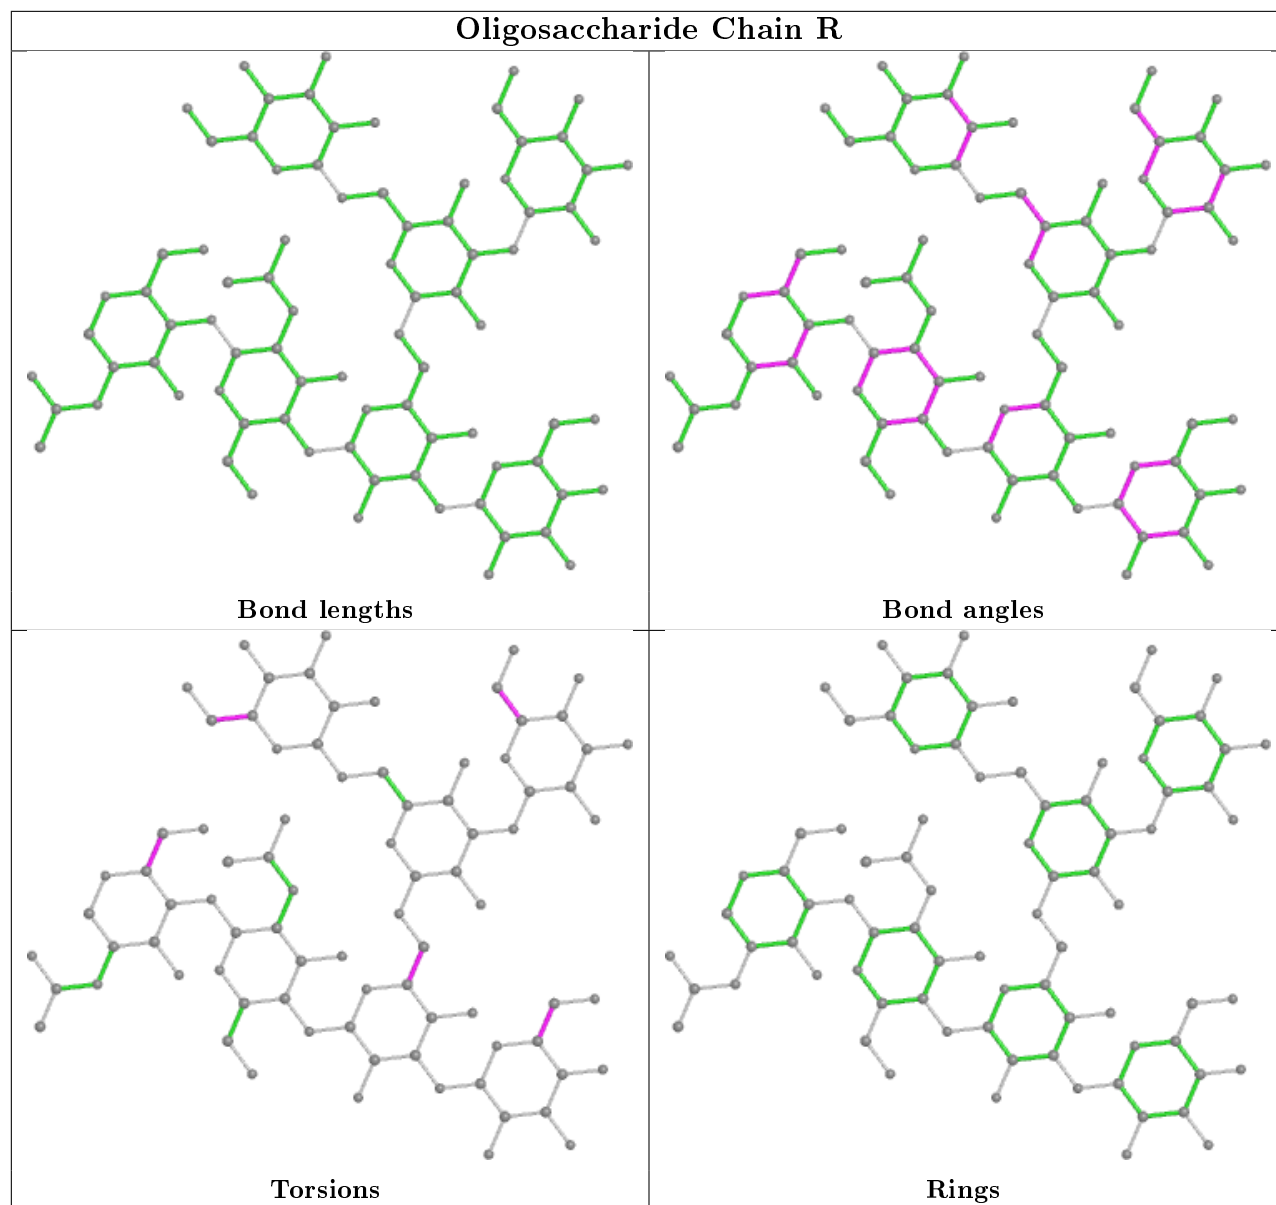 Oligosaccharide Chain R
Bond lengths
Bond angles
Torsions
Rings